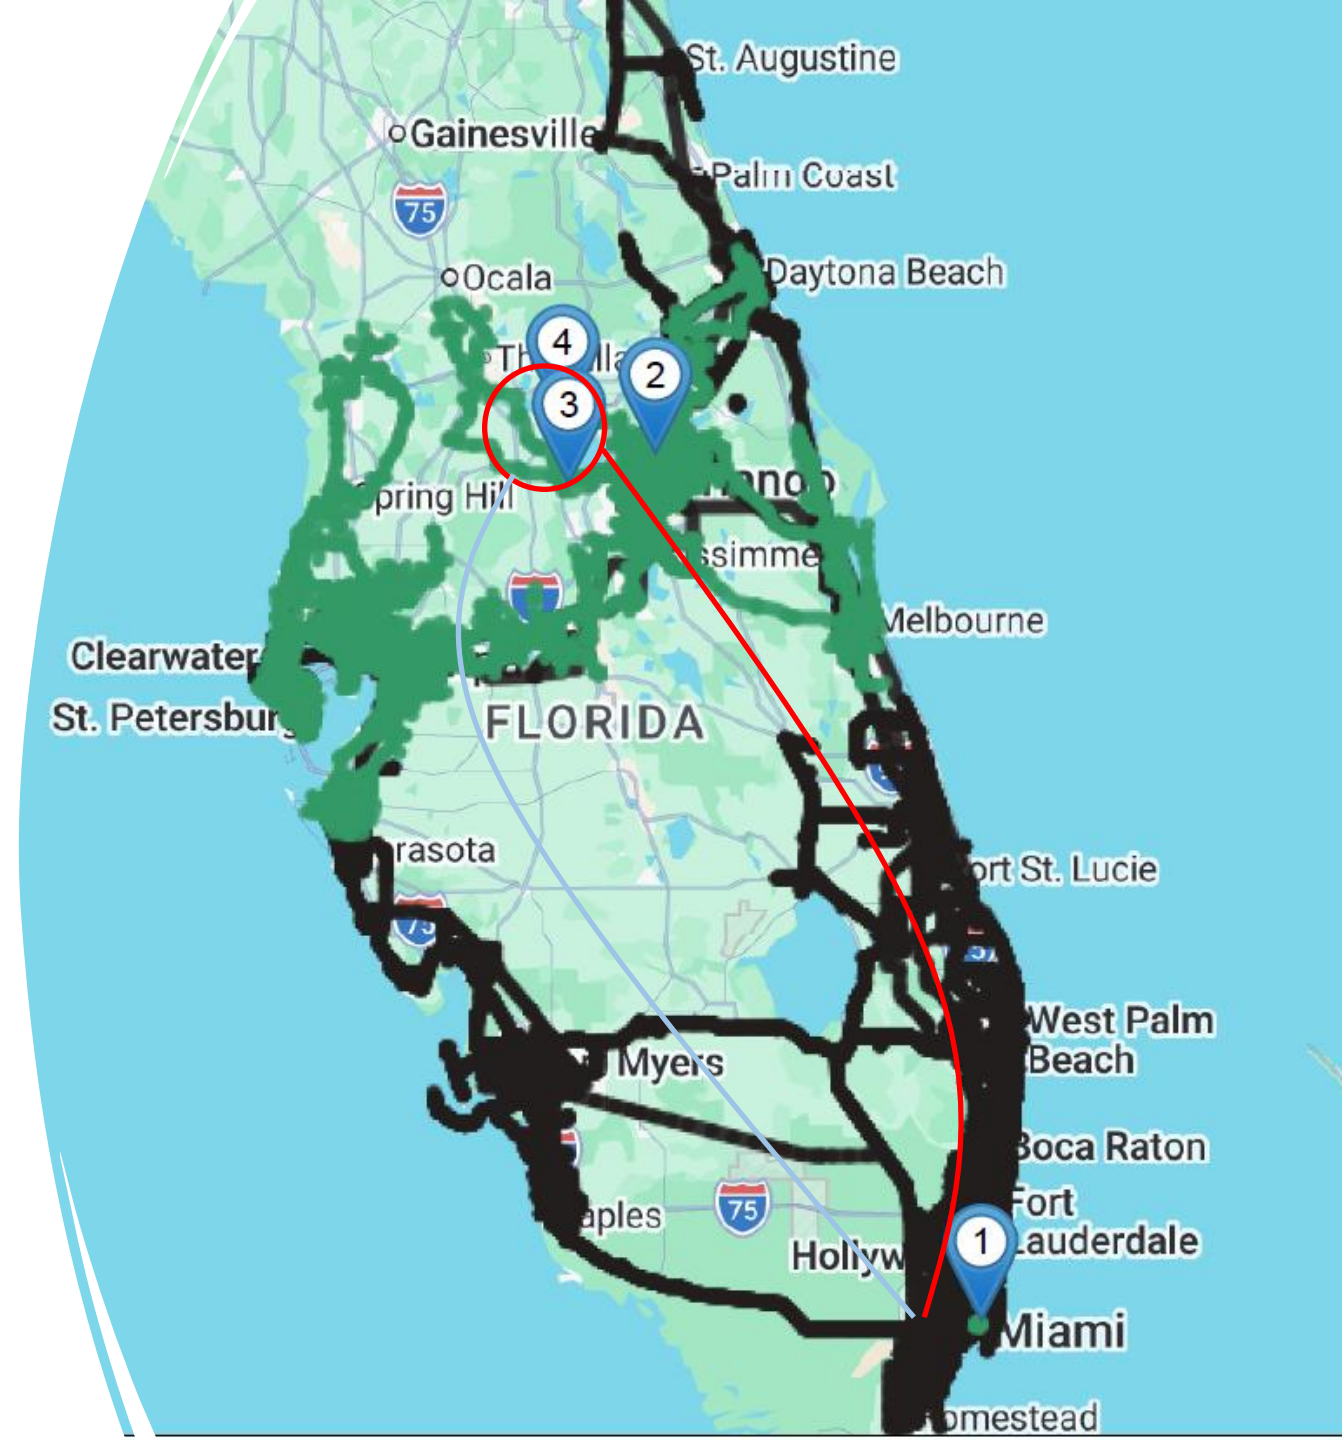 St. Augustine
Gainesville
Palm Coast
75
Ocala
Daytona Beach
4
2
3
pring Hill
ssimme
Melbourne
Clearwater
St. Petersbur
FLORIDA
rasota
ort St. Lucie
75
West Palm
Beach
Myers
Boca Raton
75
aples
Fort
Lauderdale
1
Hollyw
Miami
omestead